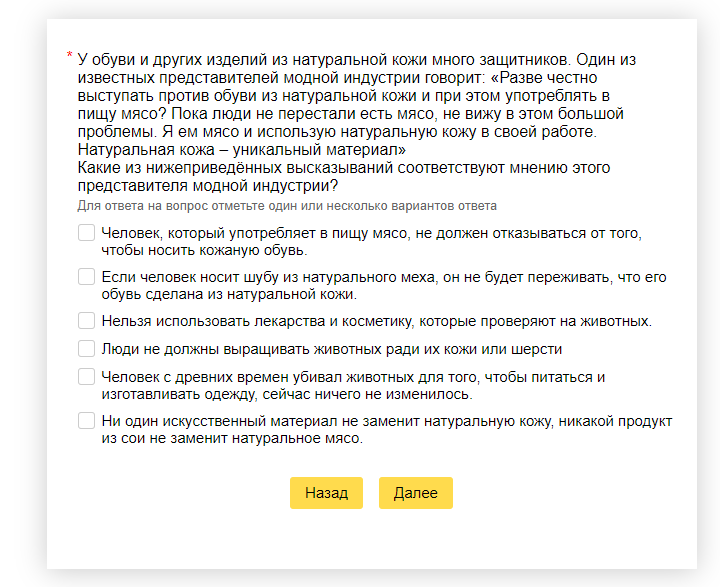 * У обуви и других изделий из натуральной кожи много защитников. Один из
известных представителей модной индустрии говорит: «Разве честно
выступать против обуви из натуральной кожи и при этом употреблять в
пищу мясо? Пока люди не перестали есть мясо, не вижу в этом большой
проблемы. Я ем мясо и использую натуральную кожу в своей работе.
Натуральная кожа – уникальный материал»
Какие из нижеприведённых высказываний соответствуют мнению этого
представителя модной индустрии?
Для ответа на вопрос отметьте один или несколько вариантов ответа
Человек, который употребляет в пищу мясо, не должен отказываться от того,
чтобы носить кожаную обувь.
Если человек носит шубу из натурального меха, он не будет переживать, что его
обувь сделана из натуральной кожи.
Нельзя использовать лекарства и косметику, которые проверяют на животных.
Люди не должны выращивать животных ради их кожи или шерсти
Человек с древних времен убивал животных для того, чтобы питаться и
изготавливать одежду, сейчас ничего не изменилось.
Ни один искусственный материал не заменит натуральную кожу, никакой продукт
из сои не заменит натуральное мясо.
Назад Далее